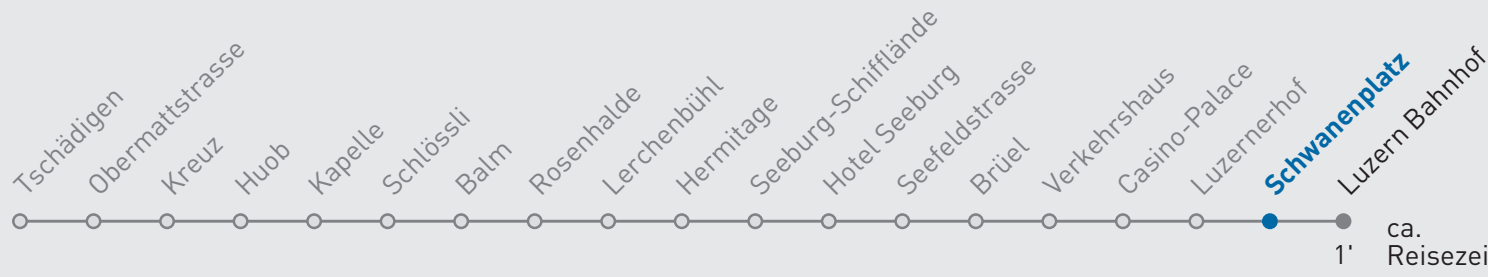 Tschädigen
Obermattstrasse
Kreuz
Huob
Kapelle
Schlössli
Balm
Rosenhalde
Lerchenbühl
Hermitage
Seeburg-Schifflände
Hotel Seeburg
Seefeldstrasse
Brüel
Verkehrshaus
Casino-Palace
Luzernerhof
Schwanenplatz
Luzern Bahnhof
ca.
1' Reisezei